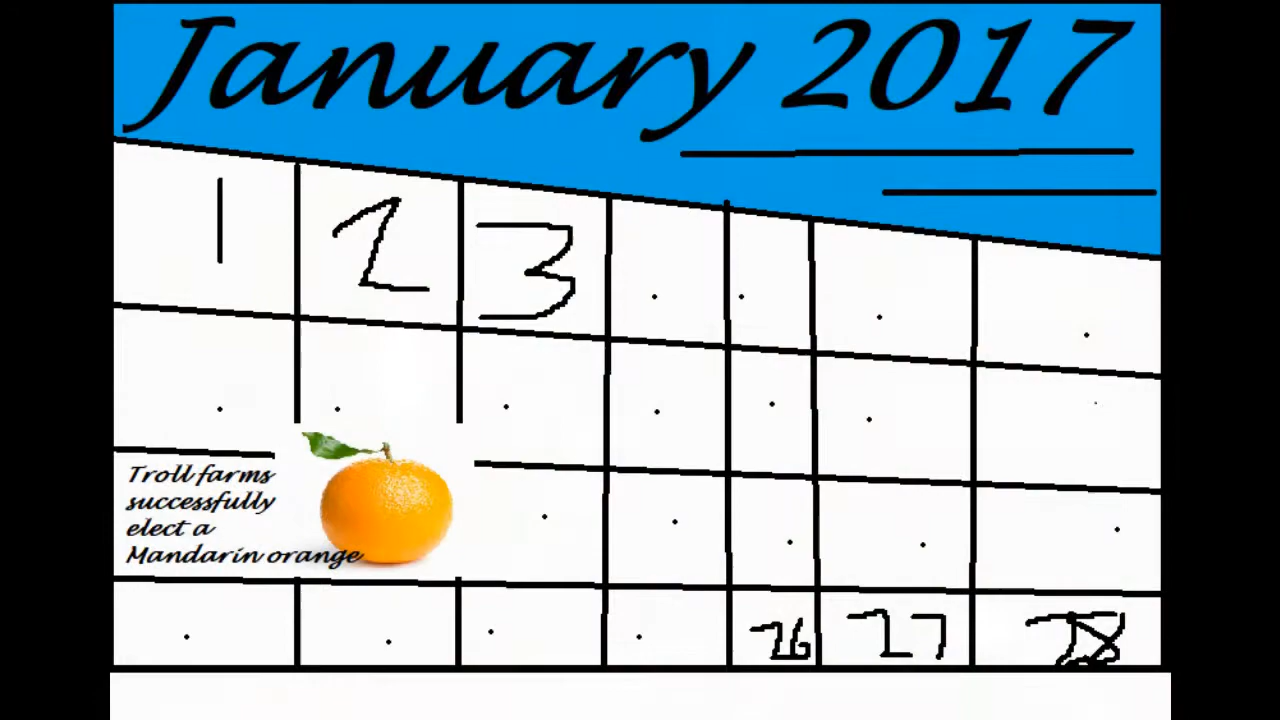 January 2017
1 2 3
Troll farms
successfully
elect a
Mandarin orange
26 27 28